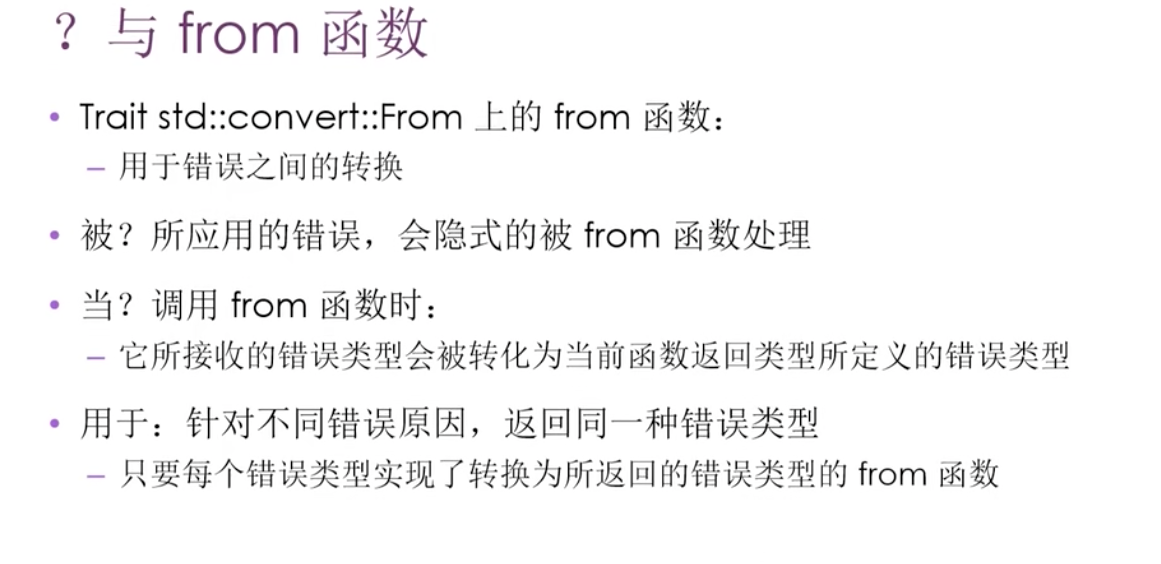 ？与 from 函数
• Trait std::convert::From 上的 from 函数：
– 用于错误之间的转换
• 被？所应用的错误，会隐式的被 from 函数处理
• 当？调用 from 函数时：
– 它所接收的错误类型会被转化为当前函数返回类型所定义的错误类型
• 用于：针对不同错误原因，返回同一种错误类型
– 只要每个错误类型实现了转换为所返回的错误类型的 from 函数